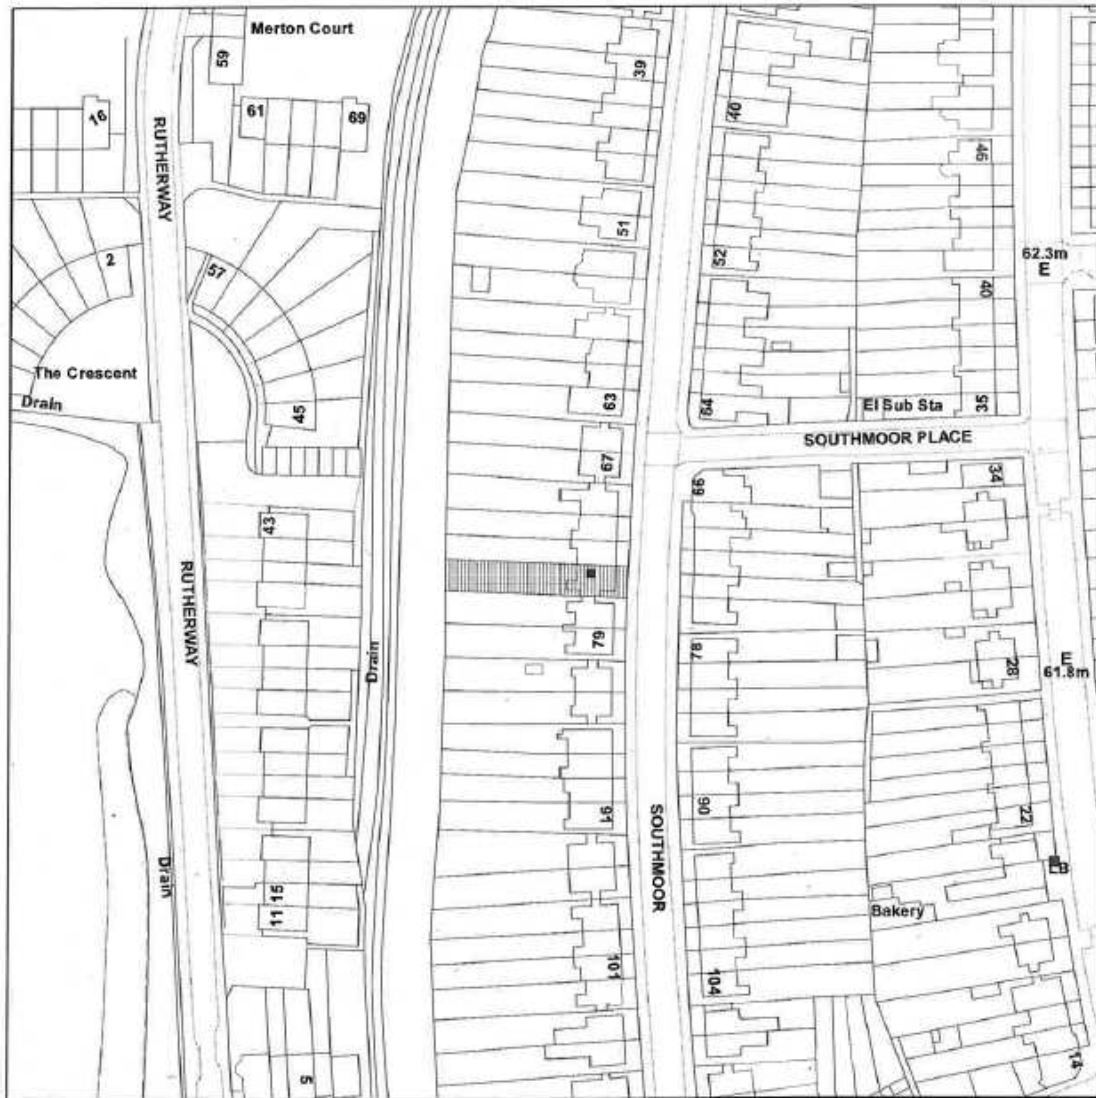 Merton Court
59
39
16
61
69
40
46
RUTHERWAY
51
52
2
57
62.3m
E
40
The Crescent
Drain
45
63
64
El Sub Sta
35
SOUTHMOOR PLACE
67
66
34
43
RUTHERWAY
79
78
Drain
28
E
61.8m
91
90
22
SOUTHMOOR
LB
Drain
15
11
Bakery
101
104
5
14